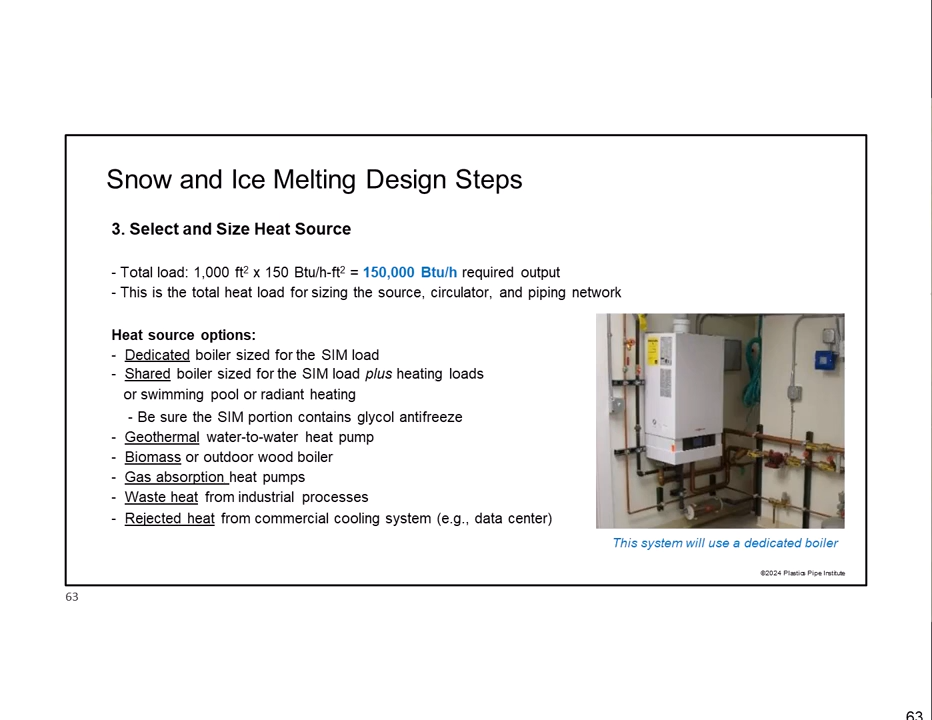 Snow and Ice Melting Design Steps
3. Select and Size Heat Source
- Total load: 1,000 ft² x 150 Btu/h-ft² = 150,000 Btu/h required output
- This is the total heat load for sizing the source, circulator, and piping network
Heat source options:
- Dedicated boiler sized for the SIM load
- Shared boiler sized for the SIM load plus heating loads
or swimming pool or radiant heating
- Be sure the SIM portion contains glycol antifreeze
- Geothermal water-to-water heat pump
- Biomass or outdoor wood boiler
- Gas absorption heat pumps
- Waste heat from industrial processes
- Rejected heat from commercial cooling system (e.g., data center)
This system will use a dedicated boiler
©2024 Plastics Pipe Institute
63
63